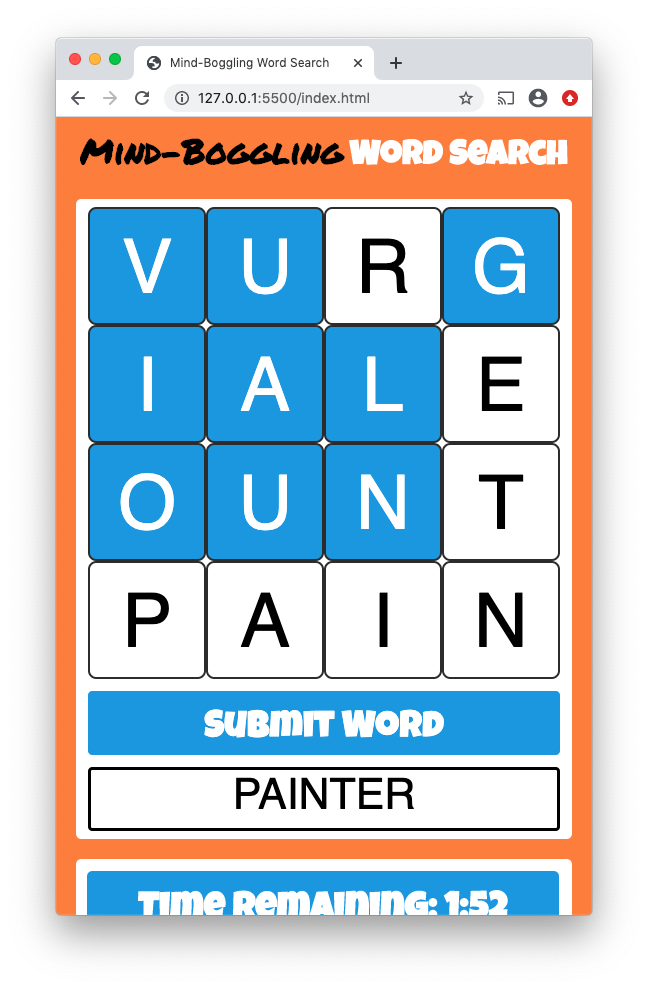 Mind-Boggling Word Search
127.0.0.1:5500/index.html
Mind-Boggling Word Search
V U R G
I A L E
O U N T
P A I N
Submit Word
PAINTER
Time Remaining: 1:52